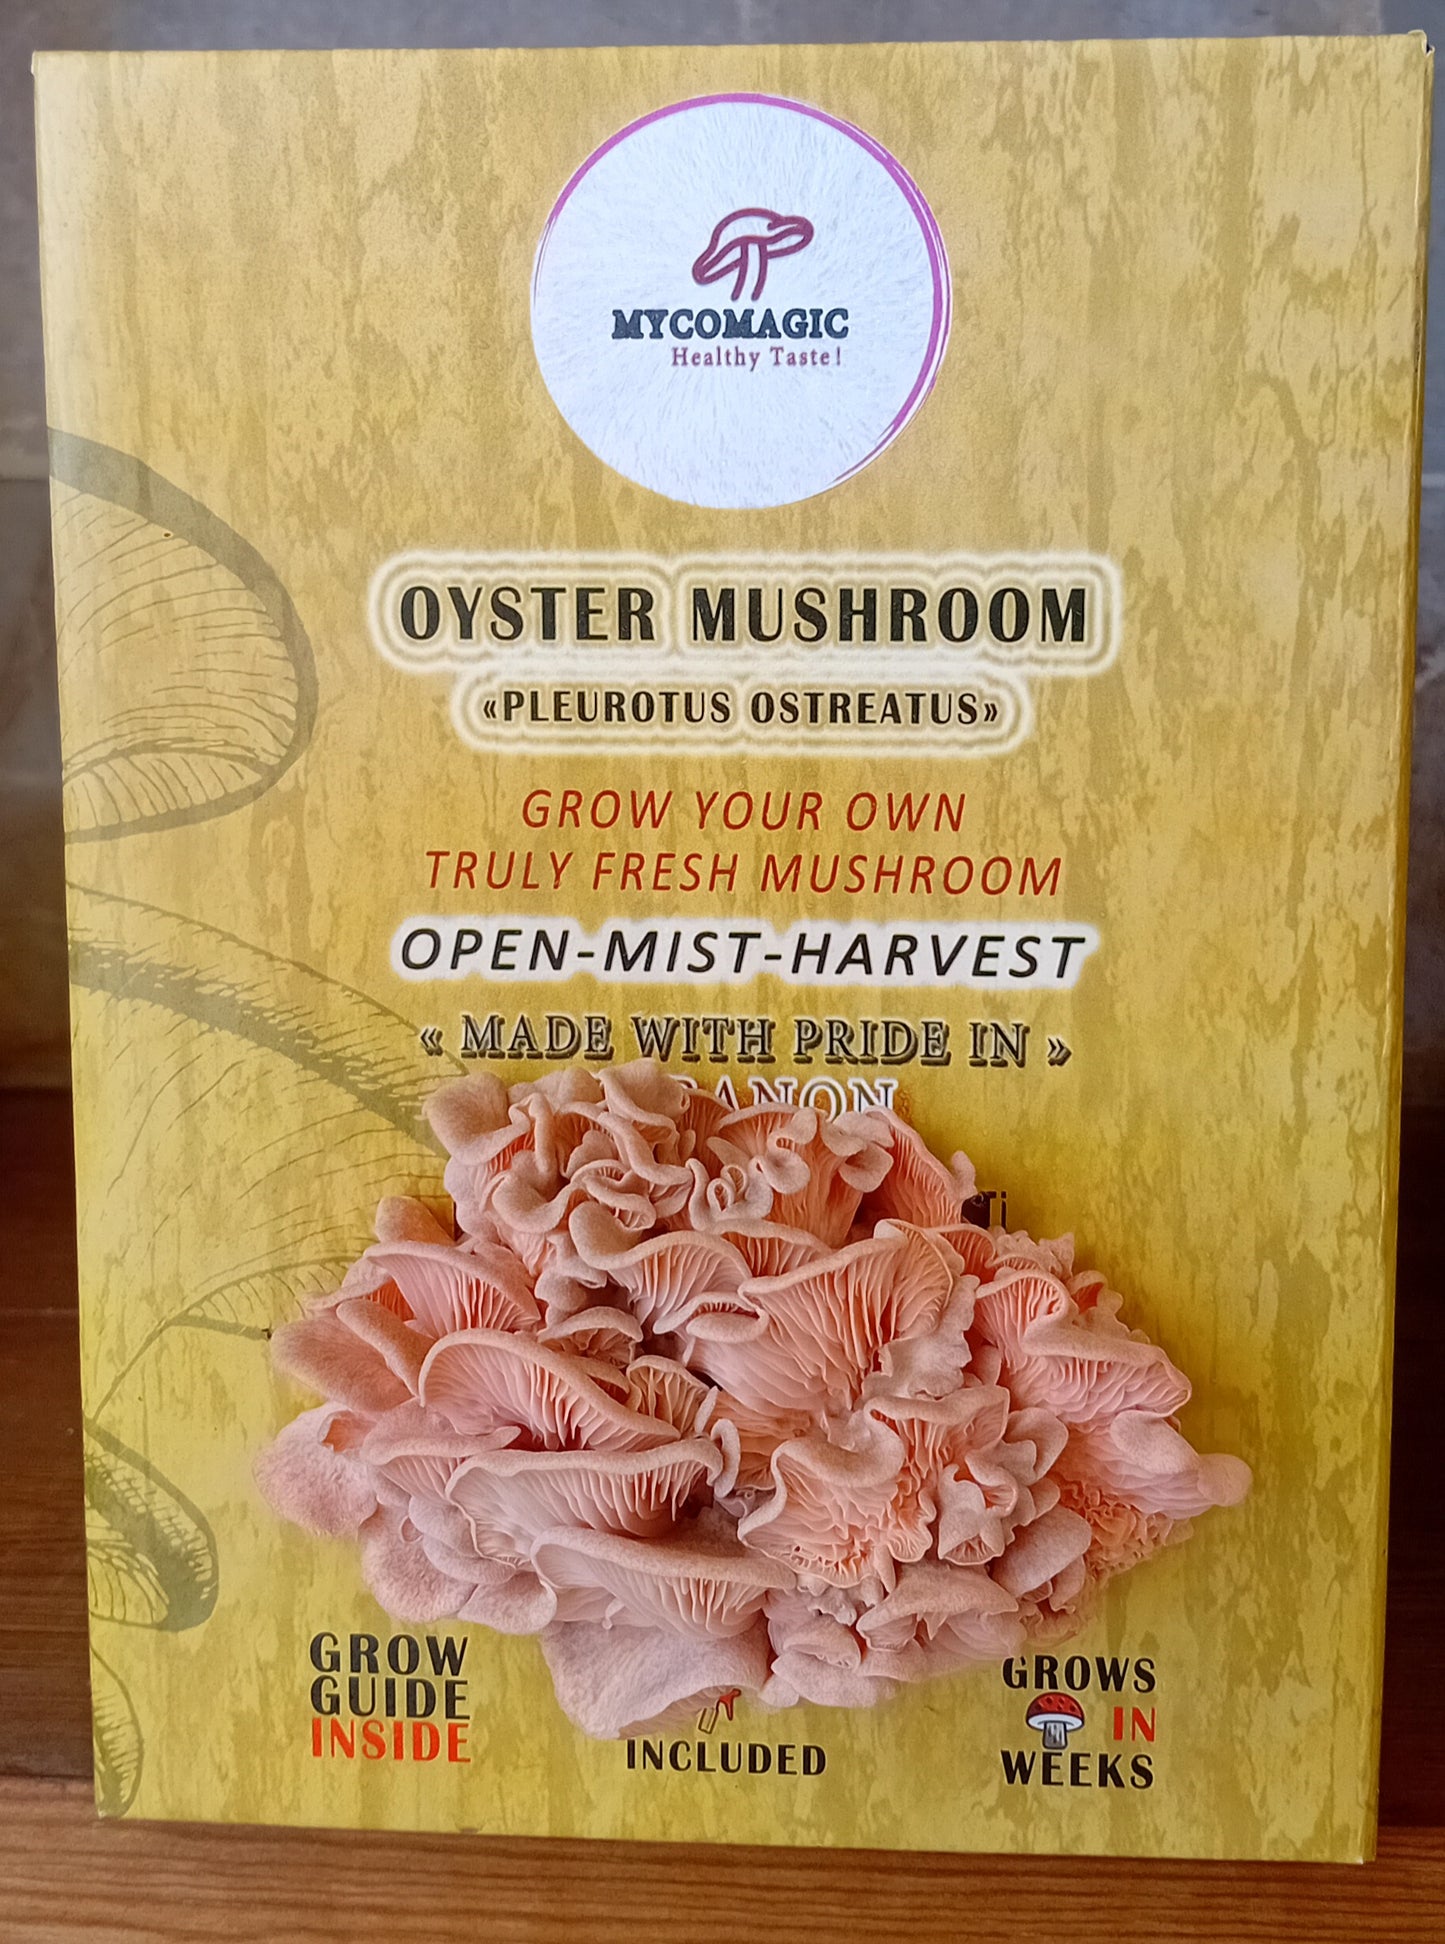 MYCOMAGIC
Healthy Taste!
OYSTER MUSHROOM
«PLEUROTUS OSTREATUS»
GROW YOUR OWN
TRULY FRESH MUSHROOM
OPEN-MIST-HARVEST
« MADE WITH PRIDE IN »
GROW
GUIDE
INSIDE
INCLUDED
GROWS
IN
WEEKS